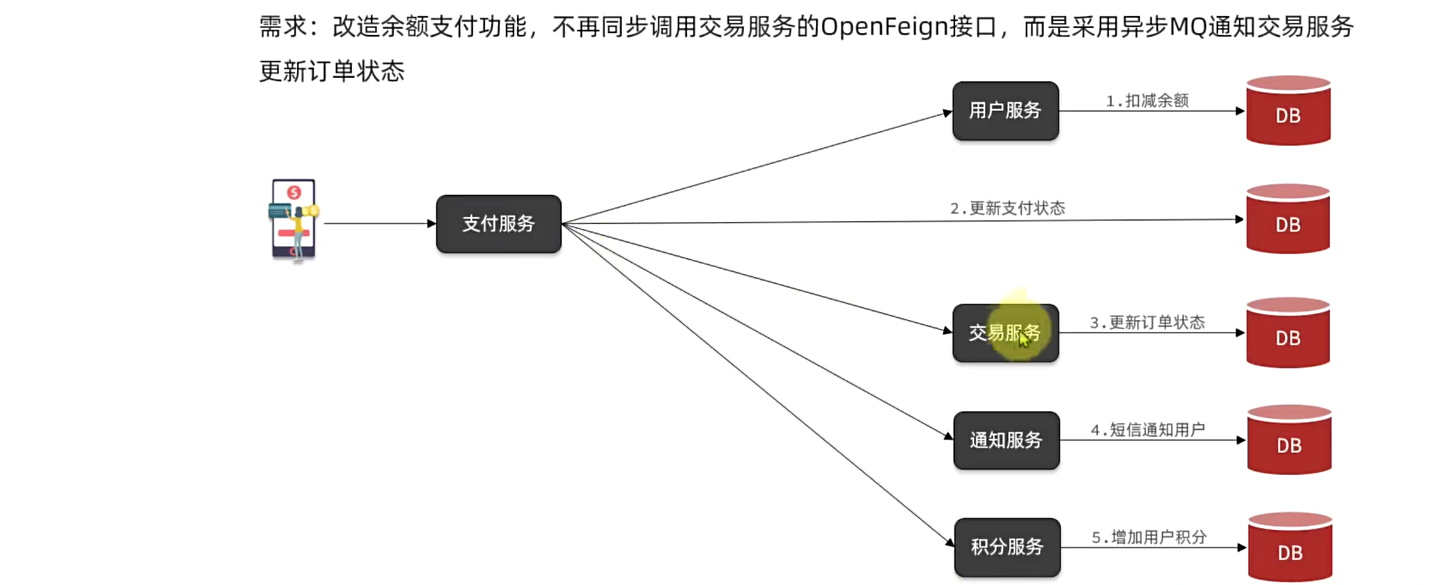 需求：改造余额支付功能，不再同步调用交易服务的OpenFeign接口，而是采用异步MQ通知交易服务
更新订单状态
用户服务
1.扣减余额
DB
支付服务
2.更新支付状态
DB
交易服务
3.更新订单状态
DB
通知服务
4.短信通知用户
DB
积分服务
5.增加用户积分
DB